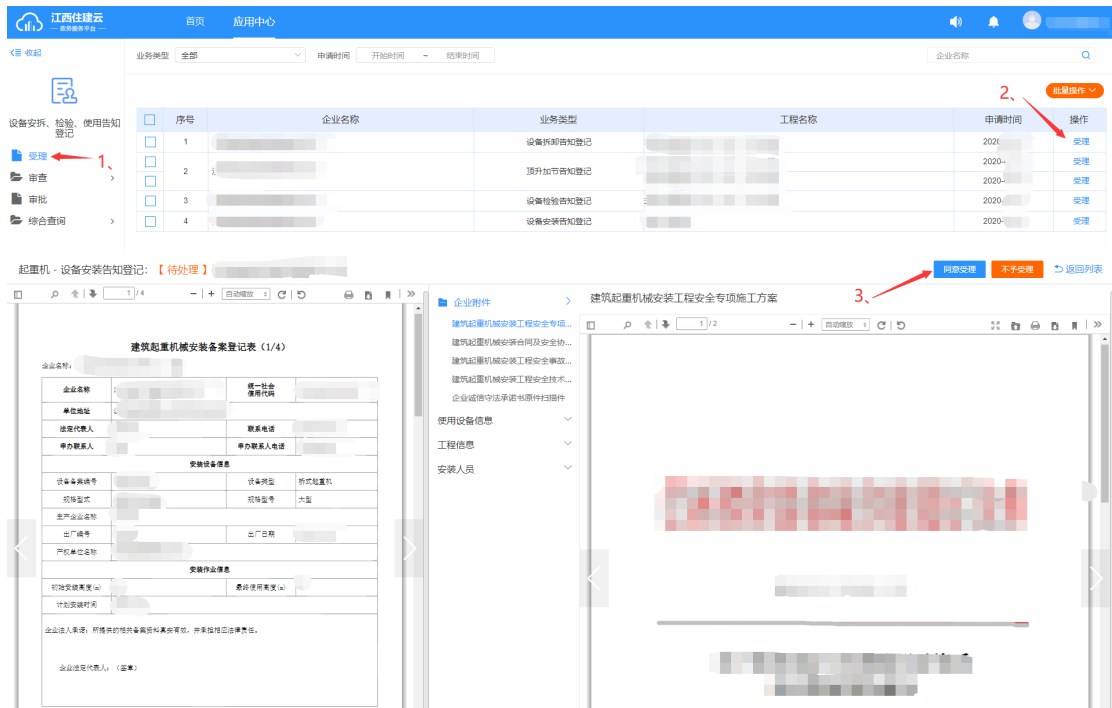 江西住建云
— 政务服务平台 —
首页
应用中心
收起
业务类型
全部
申请时间
开始时间
~
结束时间
企业名称
设备安拆、检验、使用告知登记
受理
审查
审批
综合查询
1、
2、
批量操作
序号 企业名称 业务类型 工程名称 申请时间 操作
1 设备拆卸告知登记 2020 受理
2 顶升加节告知登记 2020- 受理
2020- 受理
3 设备检验告知登记 2020- 受理
4 设备安装告知登记 2020- 受理
起重机 - 设备安装告知登记:【 待处理 】
3、
同意受理
不予受理
返回列表
1 / 4
自动缩放
建筑起重机械安装备案登记表（1/4）
企业名称:
企业名称 统一社会信用代码
单位地址
法定代表人 联系电话
申办联系人 申办联系人电话
安装设备信息
设备备案编号 设备类型 桥式起重机
规格型式 规格型号 大型
生产企业名称
出厂编号 出厂日期
产权单位名称
安装作业信息
初始安装高度(m) 最终使用高度(m)
计划安装时间
企业法人承诺：所提供的相关备案资料真实有效，并承担相应法律责任。
企业法定代表人：（签章）
企业附件
建筑起重机械安装工程安全专项...
建筑起重机械安装合同及安全协...
建筑起重机械安装工程安全事故...
建筑起重机械安装工程安全技术...
企业诚信守法承诺书原件扫描件
使用设备信息
工程信息
安装人员
建筑起重机械安装工程安全专项施工方案
1 / 2
自动缩放